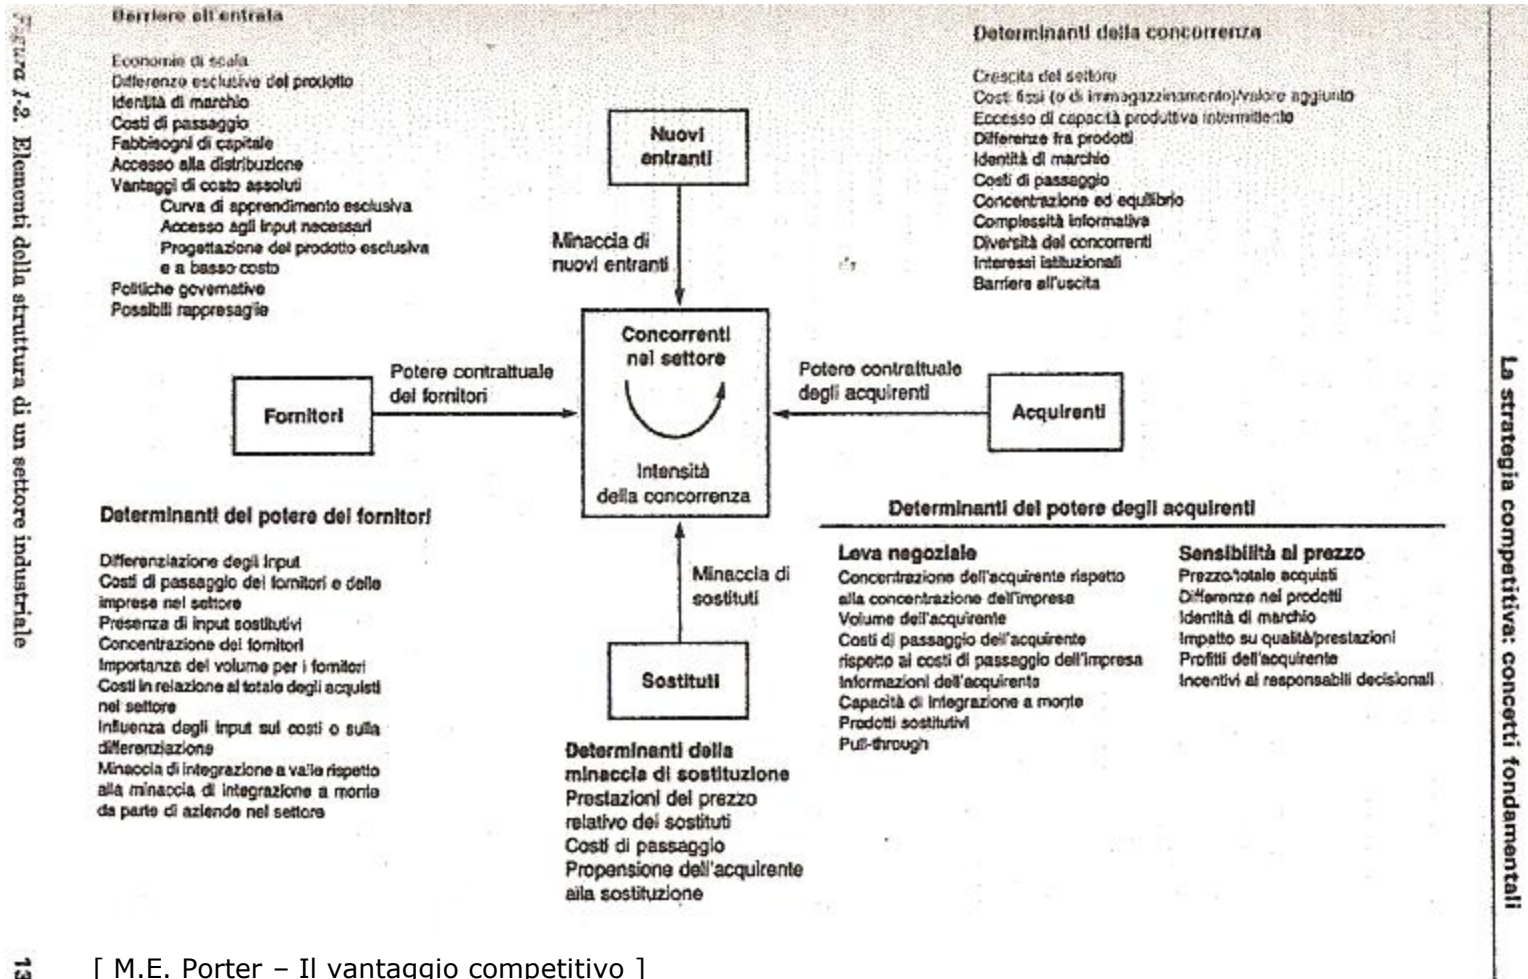 Barriere all'entrata
Economie di scala
Differenze esclusive del prodotto
Identità di marchio
Costi di passaggio
Fabbisogni di capitale
Accesso alla distribuzione
Vantaggi di costo assoluti
Curva di apprendimento esclusiva
Accesso agli input necessari
Progettazione del prodotto esclusiva
e a basso costo
Politiche governative
Possibili rappresaglie
Determinanti della concorrenza
Crescita del settore
Costi fissi (o di immagazzinamento)/valore aggiunto
Eccesso di capacità produttiva intermittente
Differenze fra prodotti
Identità di marchio
Costi di passaggio
Concentrazione ed equilibrio
Complessità informativa
Diversità dei concorrenti
Interessi istituzionali
Barriere all'uscita
Nuovi
entranti
Minaccia di
nuovi entranti
Concorrenti
nel settore
Intensità
della concorrenza
Fornitori
Potere contrattuale
dei fornitori
Potere contrattuale
degli acquirenti
Acquirenti
Minaccia di
sostituti
Sostituti
Determinanti del potere dei fornitori
Differenziazione degli input
Costi di passaggio dei fornitori e delle
imprese nel settore
Presenza di input sostitutivi
Concentrazione dei fornitori
Importanza del volume per i fornitori
Costi in relazione al totale degli acquisti
nel settore
Influenza degli input sui costi o sulla
differenziazione
Minaccia di integrazione a valle rispetto
alla minaccia di integrazione a monte
da parte di aziende nel settore
Determinanti della
minaccia di sostituzione
Prestazioni del prezzo
relativo dei sostituti
Costi di passaggio
Propensione dell'acquirente
alla sostituzione
Determinanti del potere degli acquirenti
Leva negoziale
Concentrazione dell'acquirente rispetto
alla concentrazione dell'impresa
Volume dell'acquirente
Costi di passaggio dell'acquirente
rispetto ai costi di passaggio dell'impresa
Informazioni dell'acquirente
Capacità di integrazione a monte
Prodotti sostitutivi
Pull-through
Sensibilità al prezzo
Prezzo/totale acquisti
Differenze nei prodotti
Identità di marchio
Impatto su qualità/prestazioni
Profitti dell'acquirente
Incentivi ai responsabili decisionali
Figura 1-2. Elementi della struttura di un settore industriale
La strategia competitiva: concetti fondamentali
13
[ M.E. Porter – Il vantaggio competitivo ]